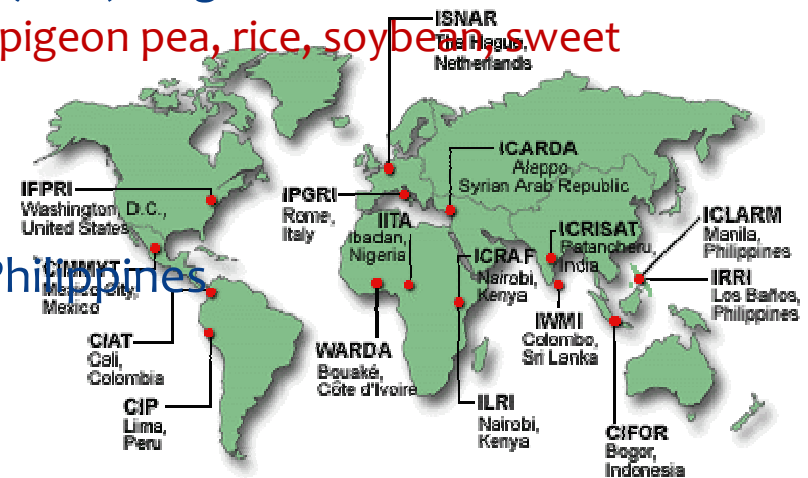 pigeon pea, rice, soybean, sweet
ISNAR
The Hague,
Netherlands
ICARDA
Aleppo
Syrian Arab Republic
IFPRI
Washington, D.C.,
United States
IPGRI
Rome,
Italy
IITA
Ibadan,
Nigeria
ICRISAT
Patancheru,
India
ICLARM
Manila,
Philippines
ICRAF
Nairobi,
Kenya
IRRI
Los Baños,
Philippines
Philippines
CIMMYT
Mexico City,
Mexico
IWMI
Colombo,
Sri Lanka
CIAT
Cali,
Colombia
WARDA
Bouaké,
Côte d'Ivoire
CIP
Lima,
Peru
ILRI
Nairobi,
Kenya
CIFOR
Bogor,
Indonesia